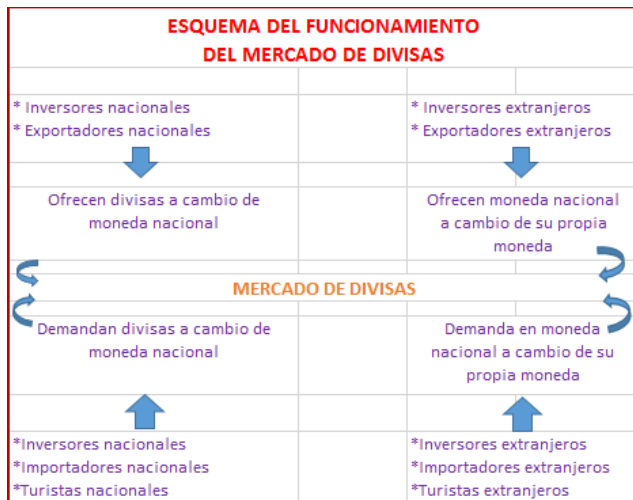 ESQUEMA DEL FUNCIONAMIENTO
DEL MERCADO DE DIVISAS
* Inversores nacionales
* Exportadores nacionales
* Inversores extranjeros
* Exportadores extranjeros
Ofrecen divisas a cambio de
moneda nacional
Ofrecen moneda nacional
a cambio de su propia
moneda
MERCADO DE DIVISAS
Demandan divisas a cambio de
moneda nacional
Demanda en moneda
nacional a cambio de su
propia moneda
*Inversores nacionales
*Importadores nacionales
*Turistas nacionales
*Inversores extranjeros
*Importadores extranjeros
*Turistas extranjeros